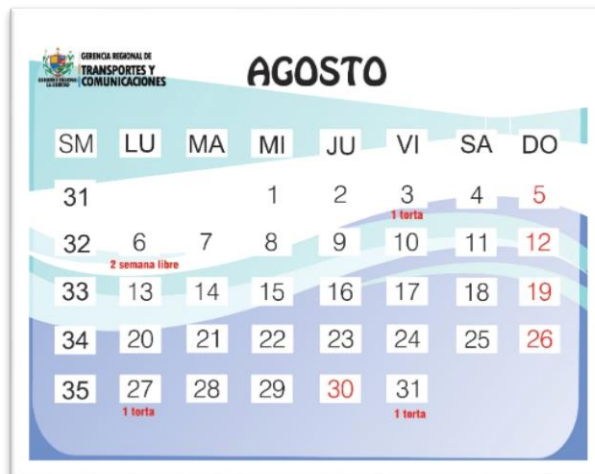 GERENCIA REGIONAL DE
TRANSPORTES Y
COMUNICACIONES
AGOSTO
SM LU MA MI JU VI SA DO
31 1 2 3 4 5
1 torta
32 6 7 8 9 10 11 12
2 semana libre
33 13 14 15 16 17 18 19
34 20 21 22 23 24 25 26
35 27 28 29 30 31
1 torta 1 torta